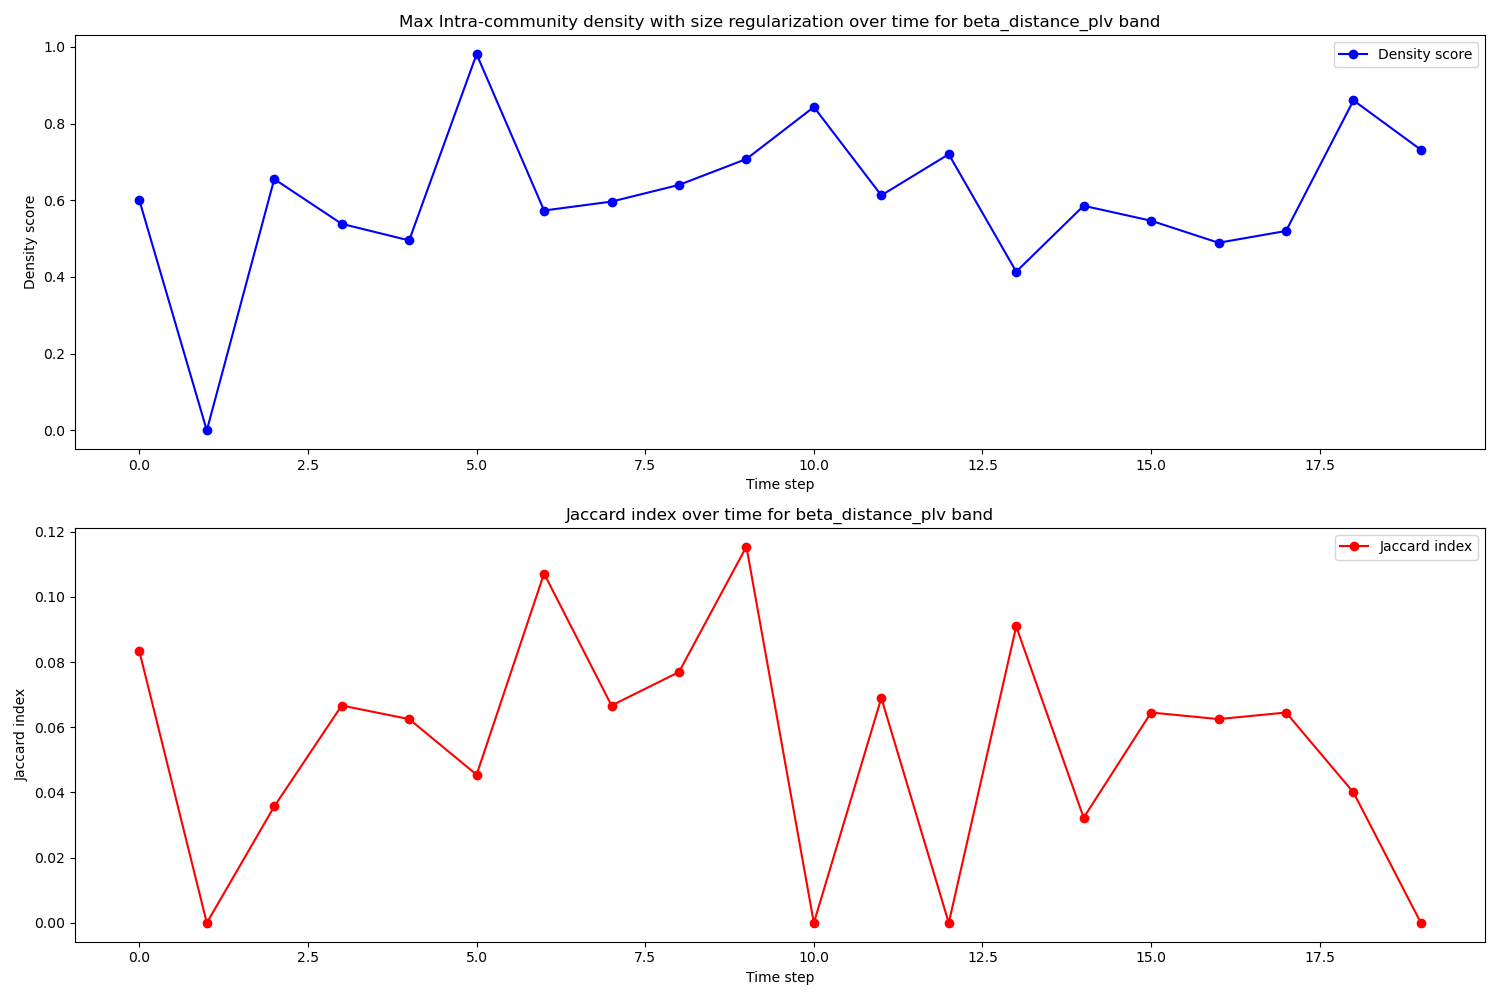 Max Intra-community density with size regularization over time for beta_distance_plv band
Density score
1.0
0.8
0.6
0.4
0.2
0.0
Density score
0.0 2.5 5.0 7.5 10.0 12.5 15.0 17.5
Time step
Jaccard index over time for beta_distance_plv band
Jaccard index
0.12
0.10
0.08
0.06
0.04
0.02
0.00
Jaccard index
0.0 2.5 5.0 7.5 10.0 12.5 15.0 17.5
Time step